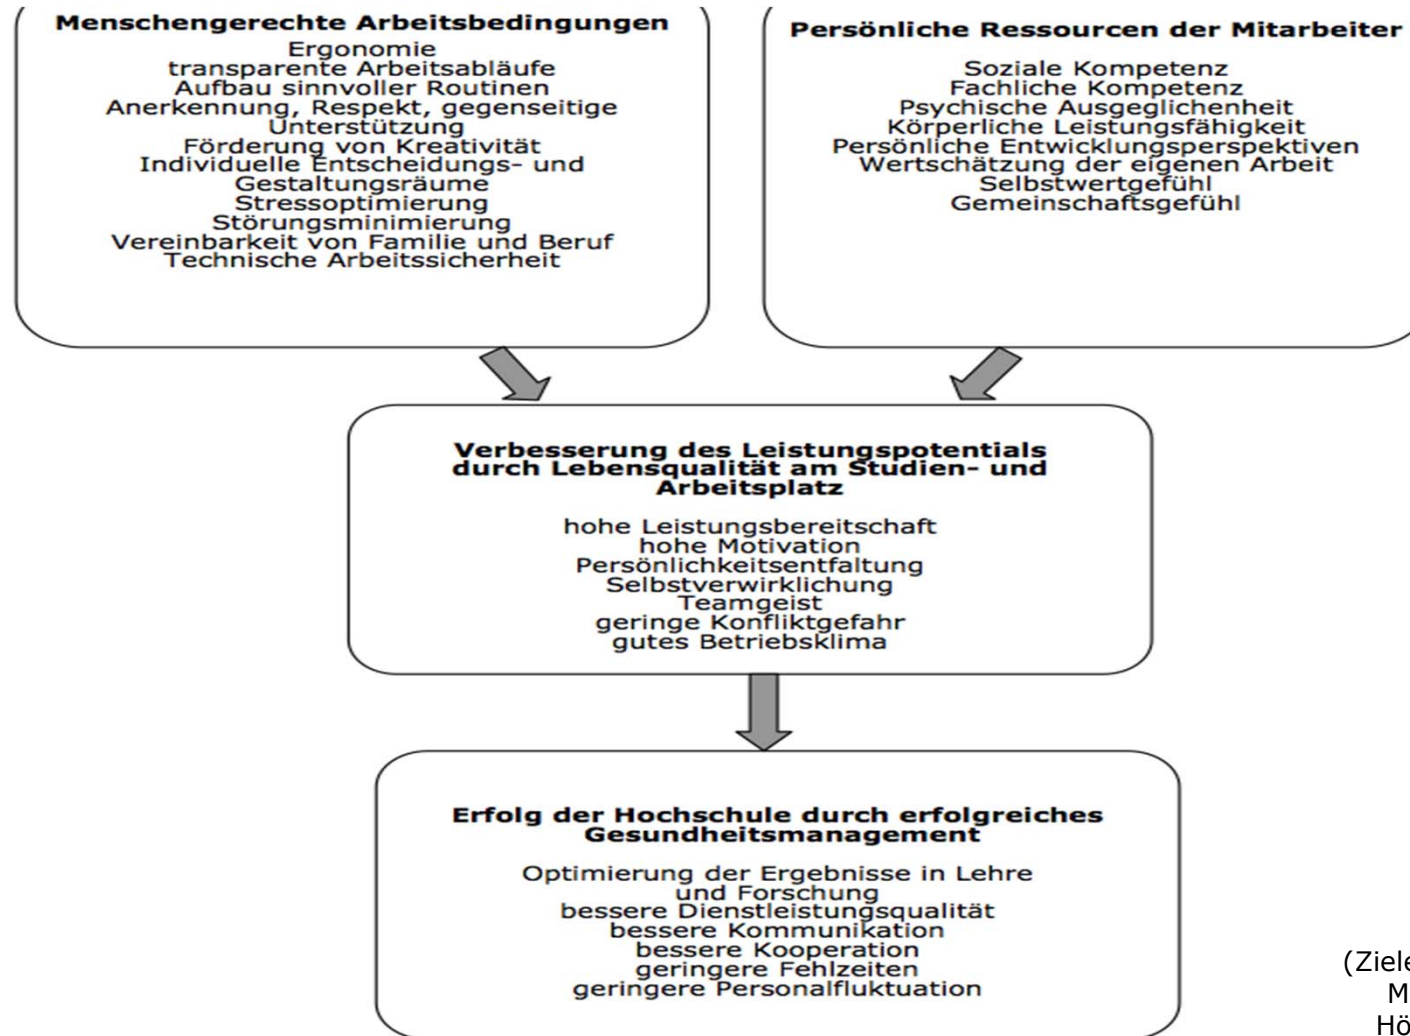 Menschengerechte Arbeitsbedingungen
Ergonomie
transparente Arbeitsabläufe
Aufbau sinnvoller Routinen
Anerkennung, Respekt, gegenseitige
Unterstützung
Förderung von Kreativität
Individuelle Entscheidungs- und
Gestaltungsräume
Stressoptimierung
Störungsminimierung
Vereinbarkeit von Familie und Beruf
Technische Arbeitssicherheit
Persönliche Ressourcen der Mitarbeiter
Soziale Kompetenz
Fachliche Kompetenz
Psychische Ausgeglichenheit
Körperliche Leistungsfähigkeit
Persönliche Entwicklungsperspektiven
Wertschätzung der eigenen Arbeit
Selbstwertgefühl
Gemeinschaftsgefühl
Verbesserung des Leistungspotentials
durch Lebensqualität am Studien- und
Arbeitsplatz
hohe Leistungsbereitschaft
hohe Motivation
Persönlichkeitsentfaltung
Selbstverwirklichung
Teamgeist
geringe Konfliktgefahr
gutes Betriebsklima
Erfolg der Hochschule durch erfolgreiches
Gesundheitsmanagement
Optimierung der Ergebnisse in Lehre
und Forschung
bessere Dienstleistungsqualität
bessere Kommunikation
bessere Kooperation
geringere Fehlzeiten
geringere Personalfluktuation
(Ziele